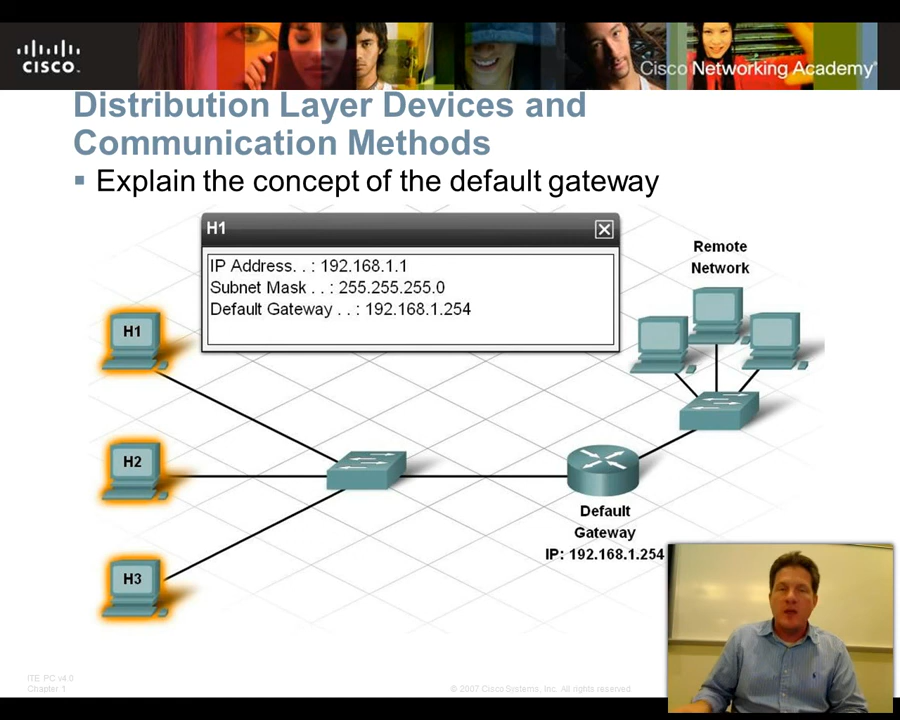 CISCO
Cisco Networking Academy®
Distribution Layer Devices and
Communication Methods
Explain the concept of the default gateway
H1
IP Address. . : 192.168.1.1
Subnet Mask . . : 255.255.255.0
Default Gateway . . : 192.168.1.254
Remote
Network
H1
H2
H3
Default
Gateway
IP: 192.168.1.254
ITE PC v4.0
Chapter 1
© 2007 Cisco Systems, Inc. All rights reserved.